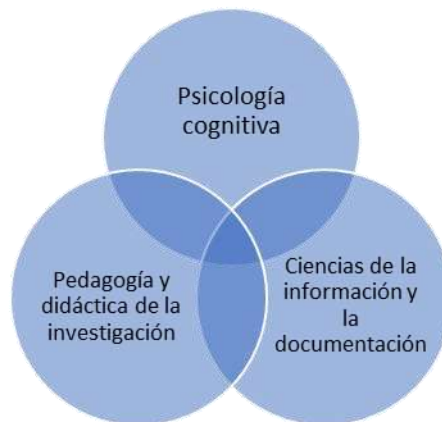 Psicología
cognitiva
Pedagogía y
didáctica de la
investigación
Ciencias de la
información y
la
documentación